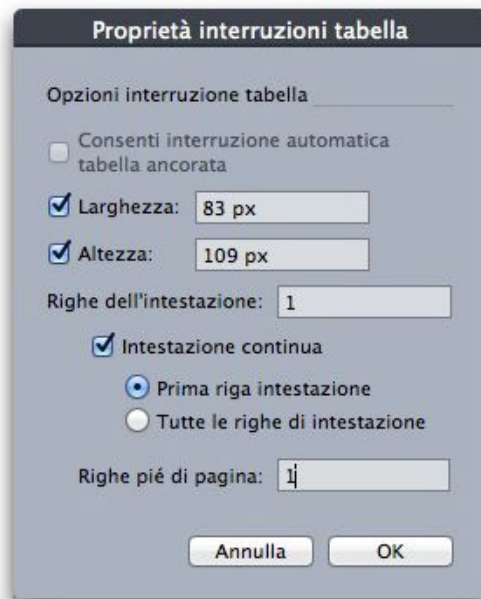 Proprietà interruzioni tabella
Opzioni interruzione tabella
Consenti interruzione automatica
tabella ancorata
Larghezza: 83 px
Altezza: 109 px
Righe dell'intestazione: 1
Intestazione continua
Prima riga intestazione
Tutte le righe di intestazione
Righe pié di pagina: 1
Annulla OK